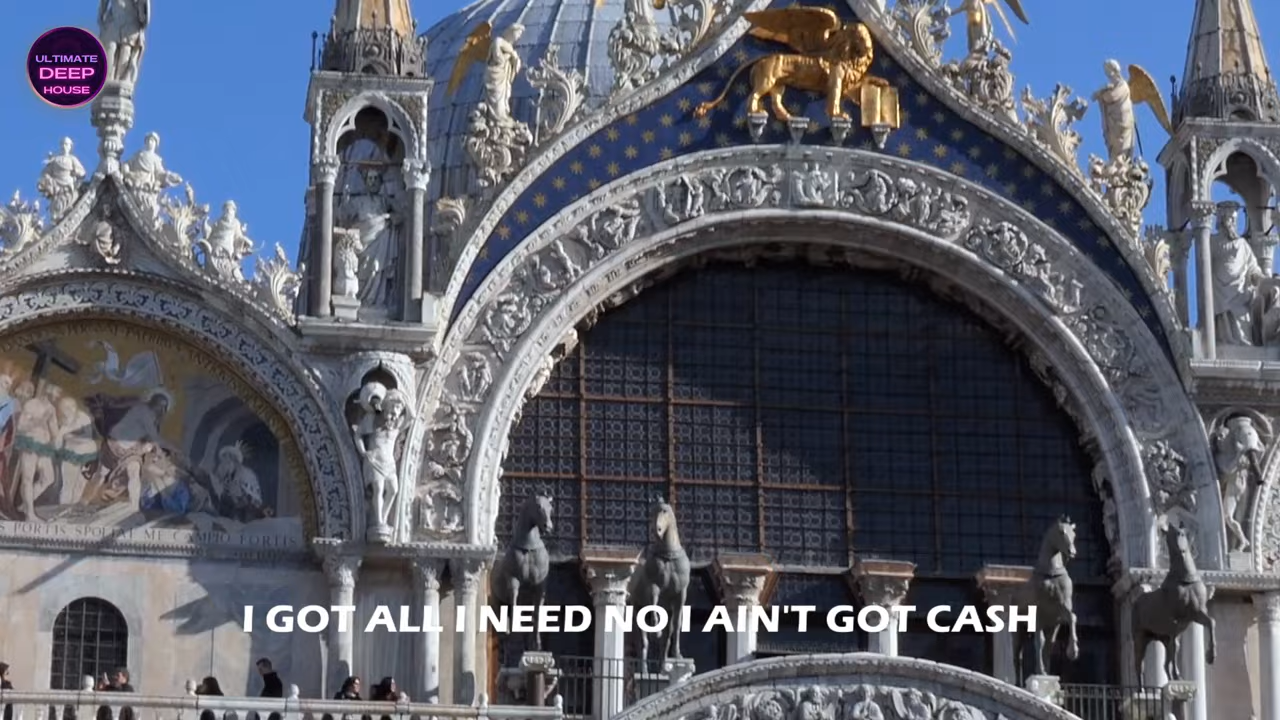 ULTIMATE
DEEP
HOUSE
I GOT ALL I NEED NO I AIN'T GOT CASH